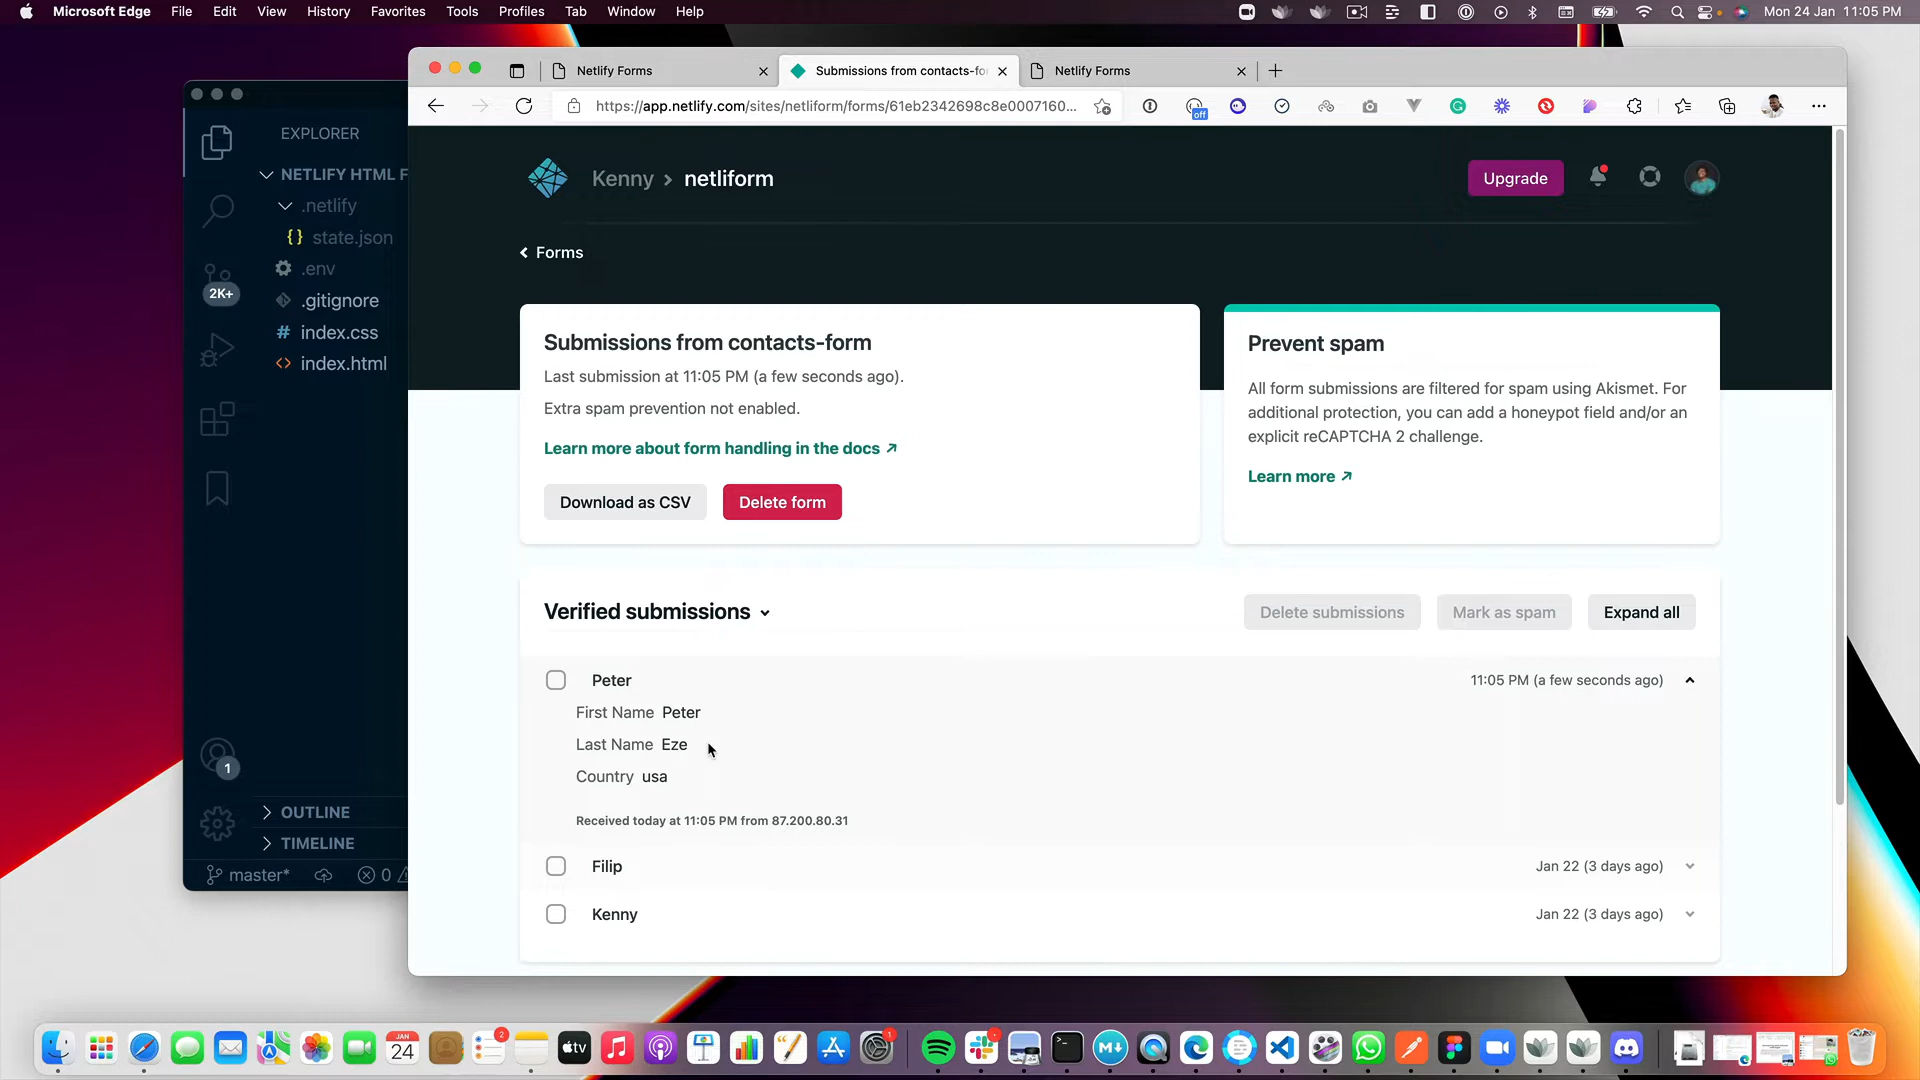 Microsoft Edge File Edit View History Favorites Tools Profiles Tab Window Help Mon 24 Jan 11:05 PM
Netlify Forms
Submissions from contacts-fo
Netlify Forms
https://app.netlify.com/sites/netliform/forms/61eb2342698c8e0007160...
off
EXPLORER
NETLIFY HTML F
.netlify
{} state.json
.env
.gitignore
# index.css
<> index.html
2K+
1
OUTLINE
TIMELINE
master*
0
Kenny > netliform
Upgrade
Forms
Submissions from contacts-form
Last submission at 11:05 PM (a few seconds ago).
Extra spam prevention not enabled.
Learn more about form handling in the docs
Download as CSV
Delete form
Prevent spam
All form submissions are filtered for spam using Akismet. For
additional protection, you can add a honeypot field and/or an
explicit reCAPTCHA 2 challenge.
Learn more
Verified submissions
Delete submissions
Mark as spam
Expand all
Peter 11:05 PM (a few seconds ago)
First Name Peter
Last Name Eze
Country usa
Received today at 11:05 PM from 87.200.80.31
Filip Jan 22 (3 days ago)
Kenny Jan 22 (3 days ago)
JAN
24
2
tv
1